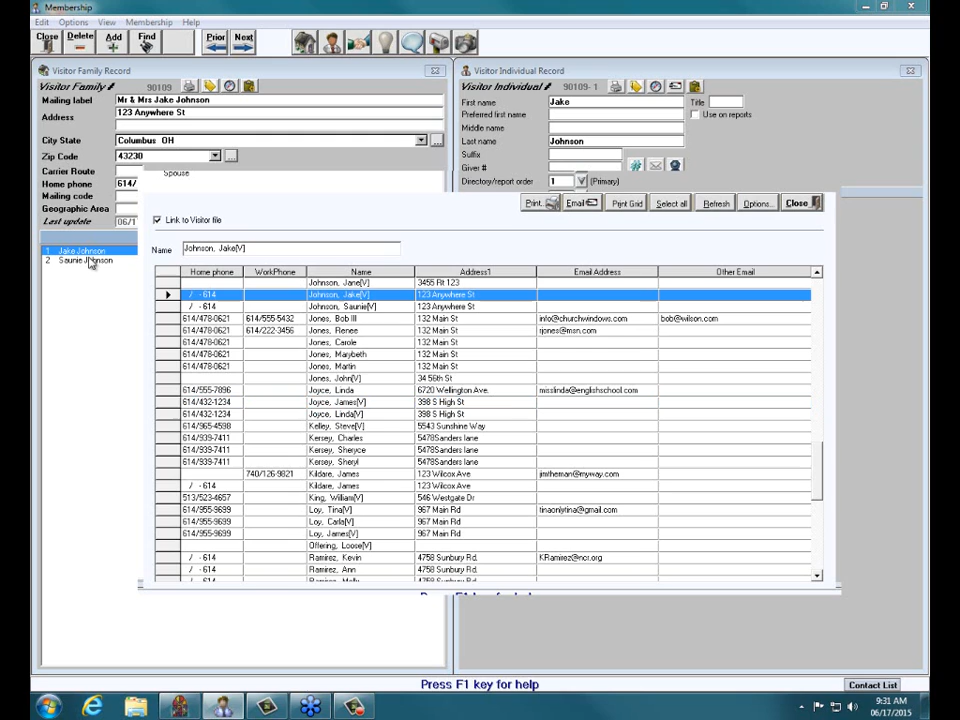 Membership
Edit Options View Membership Help
Close Delete Add Find Prior Next
Visitor Family Record
Visitor Family # 90109
Mailing label Mr & Mrs Jake Johnson
Address 123 Anywhere St
City State Columbus OH
Zip Code 43230
Carrier Route
Home phone 614/
Mailing code
Geographic Area
Last update 06/1
1 Jake Johnson
2 Saunie Johnson
Visitor Individual Record
Visitor Individual # 90109- 1
First name Jake Title
Preferred first name Use on reports
Middle name
Last name Johnson
Suffix
Giver #
Directory/report order 1 (Primary)
Spouse
Print.. Email Print Grid Select all Refresh Options... Close
Link to Visitor file
Name Johnson, Jake[V]
Home phone WorkPhone Name Address1 Email Address Other Email
Johnson, Jane[V] 3455 Rt 123
/ -614 Johnson, Jake[V] 123 Anywhere St
/ -614 Johnson, Saunie[V] 123 Anywhere St
614/478-0621 614/555-5432 Jones, Bob III 132 Main St info@churchwindows.com bob@wilson.com
614/478-0621 614/222-3456 Jones, Renee 132 Main St rjones@msn.com
614/478-0621 Jones, Carole 132 Main St
614/478-0621 Jones, Marybeth 132 Main St
614/478-0621 Jones, Martin 132 Main St
Jones, John[V] 34 56th St
614/555-7896 Joyce, Linda 6720 Wellington Ave. misslinda@englishschool.com
614/432-1234 Joyce, James[V] 398 S High St
614/432-1234 Joyce, Linda[V] 398 S High St
614/965-4598 Kelley, Steve[V] 5543 Sunshine Way
614/939-7411 Kersey, Charles 5478Sanders lane
614/939-7411 Kersey, Sheryce 5478Sanders lane
614/939-7411 Kersey, Sheryl 5478Sanders lane
740/126-9821 Kildare, James 123 Wilcox Ave jimtheman@myway.com
/ -614 Kildare, James 123 Wilcox Ave
513/523-4657 King, William[V] 546 Westgate Dr
614/955-9699 Loy, Tina[V] 967 Main Rd tinaonlytina@gmail.com
614/955-9699 Loy, Carla[V] 967 Main Rd
614/955-9699 Loy, James[V] 967 Main Rd
Offering, Loose[V]
/ -614 Ramirez, Kevin 4758 Sunbury Rd. KRamirez@ncr.org
/ -614 Ramirez, Ann 4758 Sunbury Rd.
/ -614 Ramirez, Molly 4758 Sunbury Rd.
Press F1 key for help
Press F1 key for help
Contact List
9:31 AM
06/17/2015